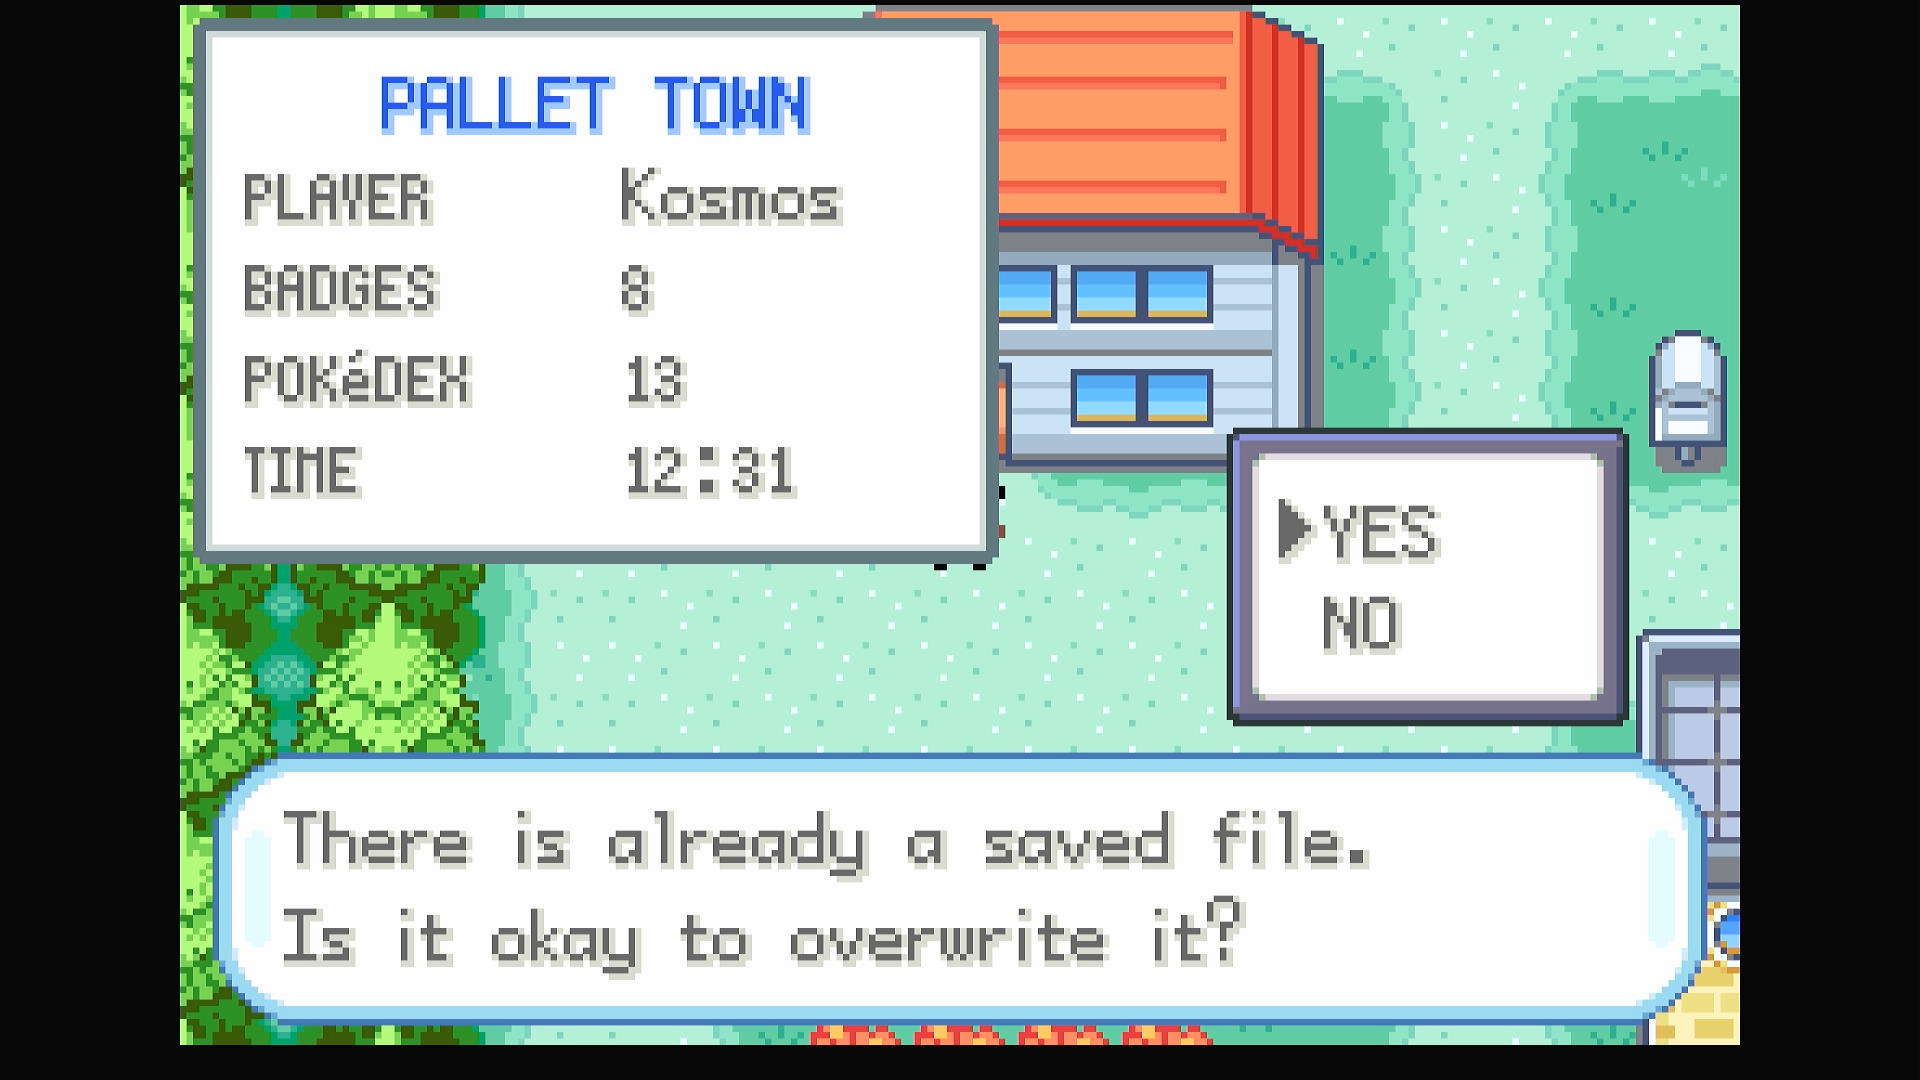 PALLET TOWN
PLAYER Kosmos
BADGES 8
POKéDEX 13
TIME 12:31
YES
NO
There is already a saved file.
Is it okay to overwrite it?